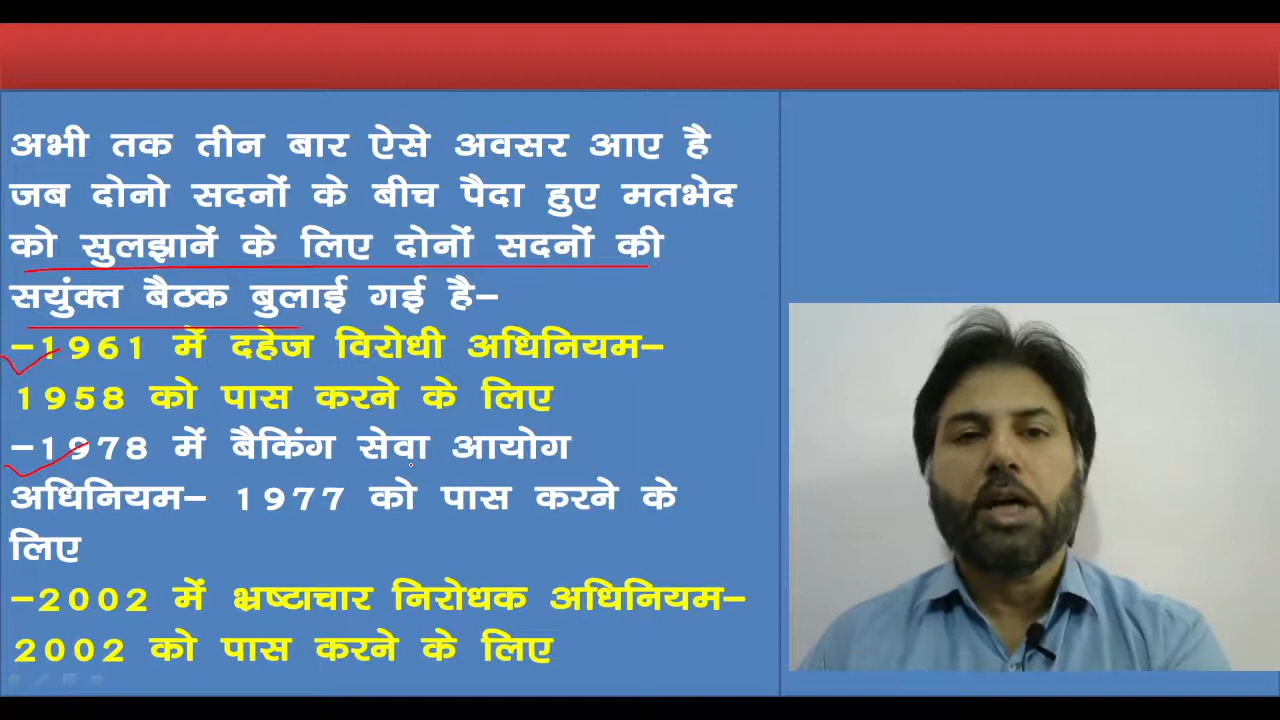 अभी तक तीन बार ऐसे अवसर आए है
जब दोनो सदनों के बीच पैदा हुए मतभेद
को सुलझानें के लिए दोनों सदनों की
सयुंक्त बैठक बुलाई गई है–
–1961 में दहेज विरोधी अधिनियम–
1958 को पास करने के लिए
–1978 में बैकिंग सेवा आयोग
अधिनियम– 1977 को पास करने के
लिए
–2002 में भ्रष्टाचार निरोधक अधिनियम–
2002 को पास करने के लिए